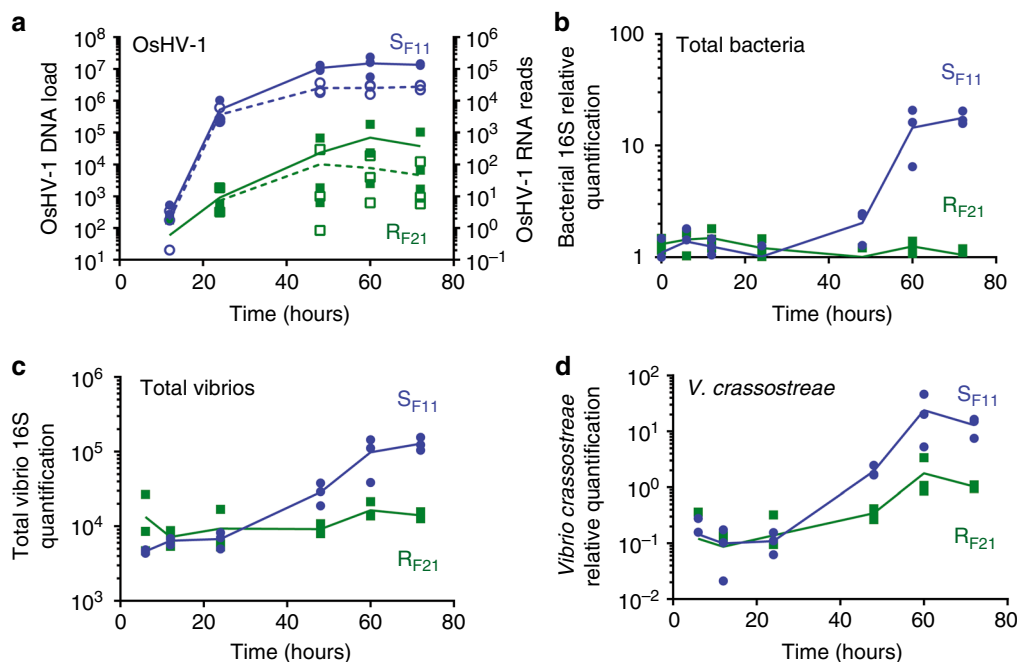 a
OsHV-1
S_F11
R_F21
OsHV-1 DNA load
10^8
10^7
10^6
10^5
10^4
10^3
10^2
10^1
OsHV-1 RNA reads
10^6
10^5
10^4
10^3
10^2
10^1
10^0
10^–1
0 20 40 60 80
Time (hours)
b
Total bacteria
S_F11
R_F21
Bacterial 16S relative
quantification
100
10
1
0 20 40 60 80
Time (hours)
c
Total vibrios
S_F11
R_F21
Total vibrio 16S
quantification
10^6
10^5
10^4
10^3
0 20 40 60 80
Time (hours)
d
V. crassostreae
S_F11
R_F21
Vibrio crassostreae
relative quantification
10^2
10^1
10^0
10^–1
10^–2
0 20 40 60 80
Time (hours)